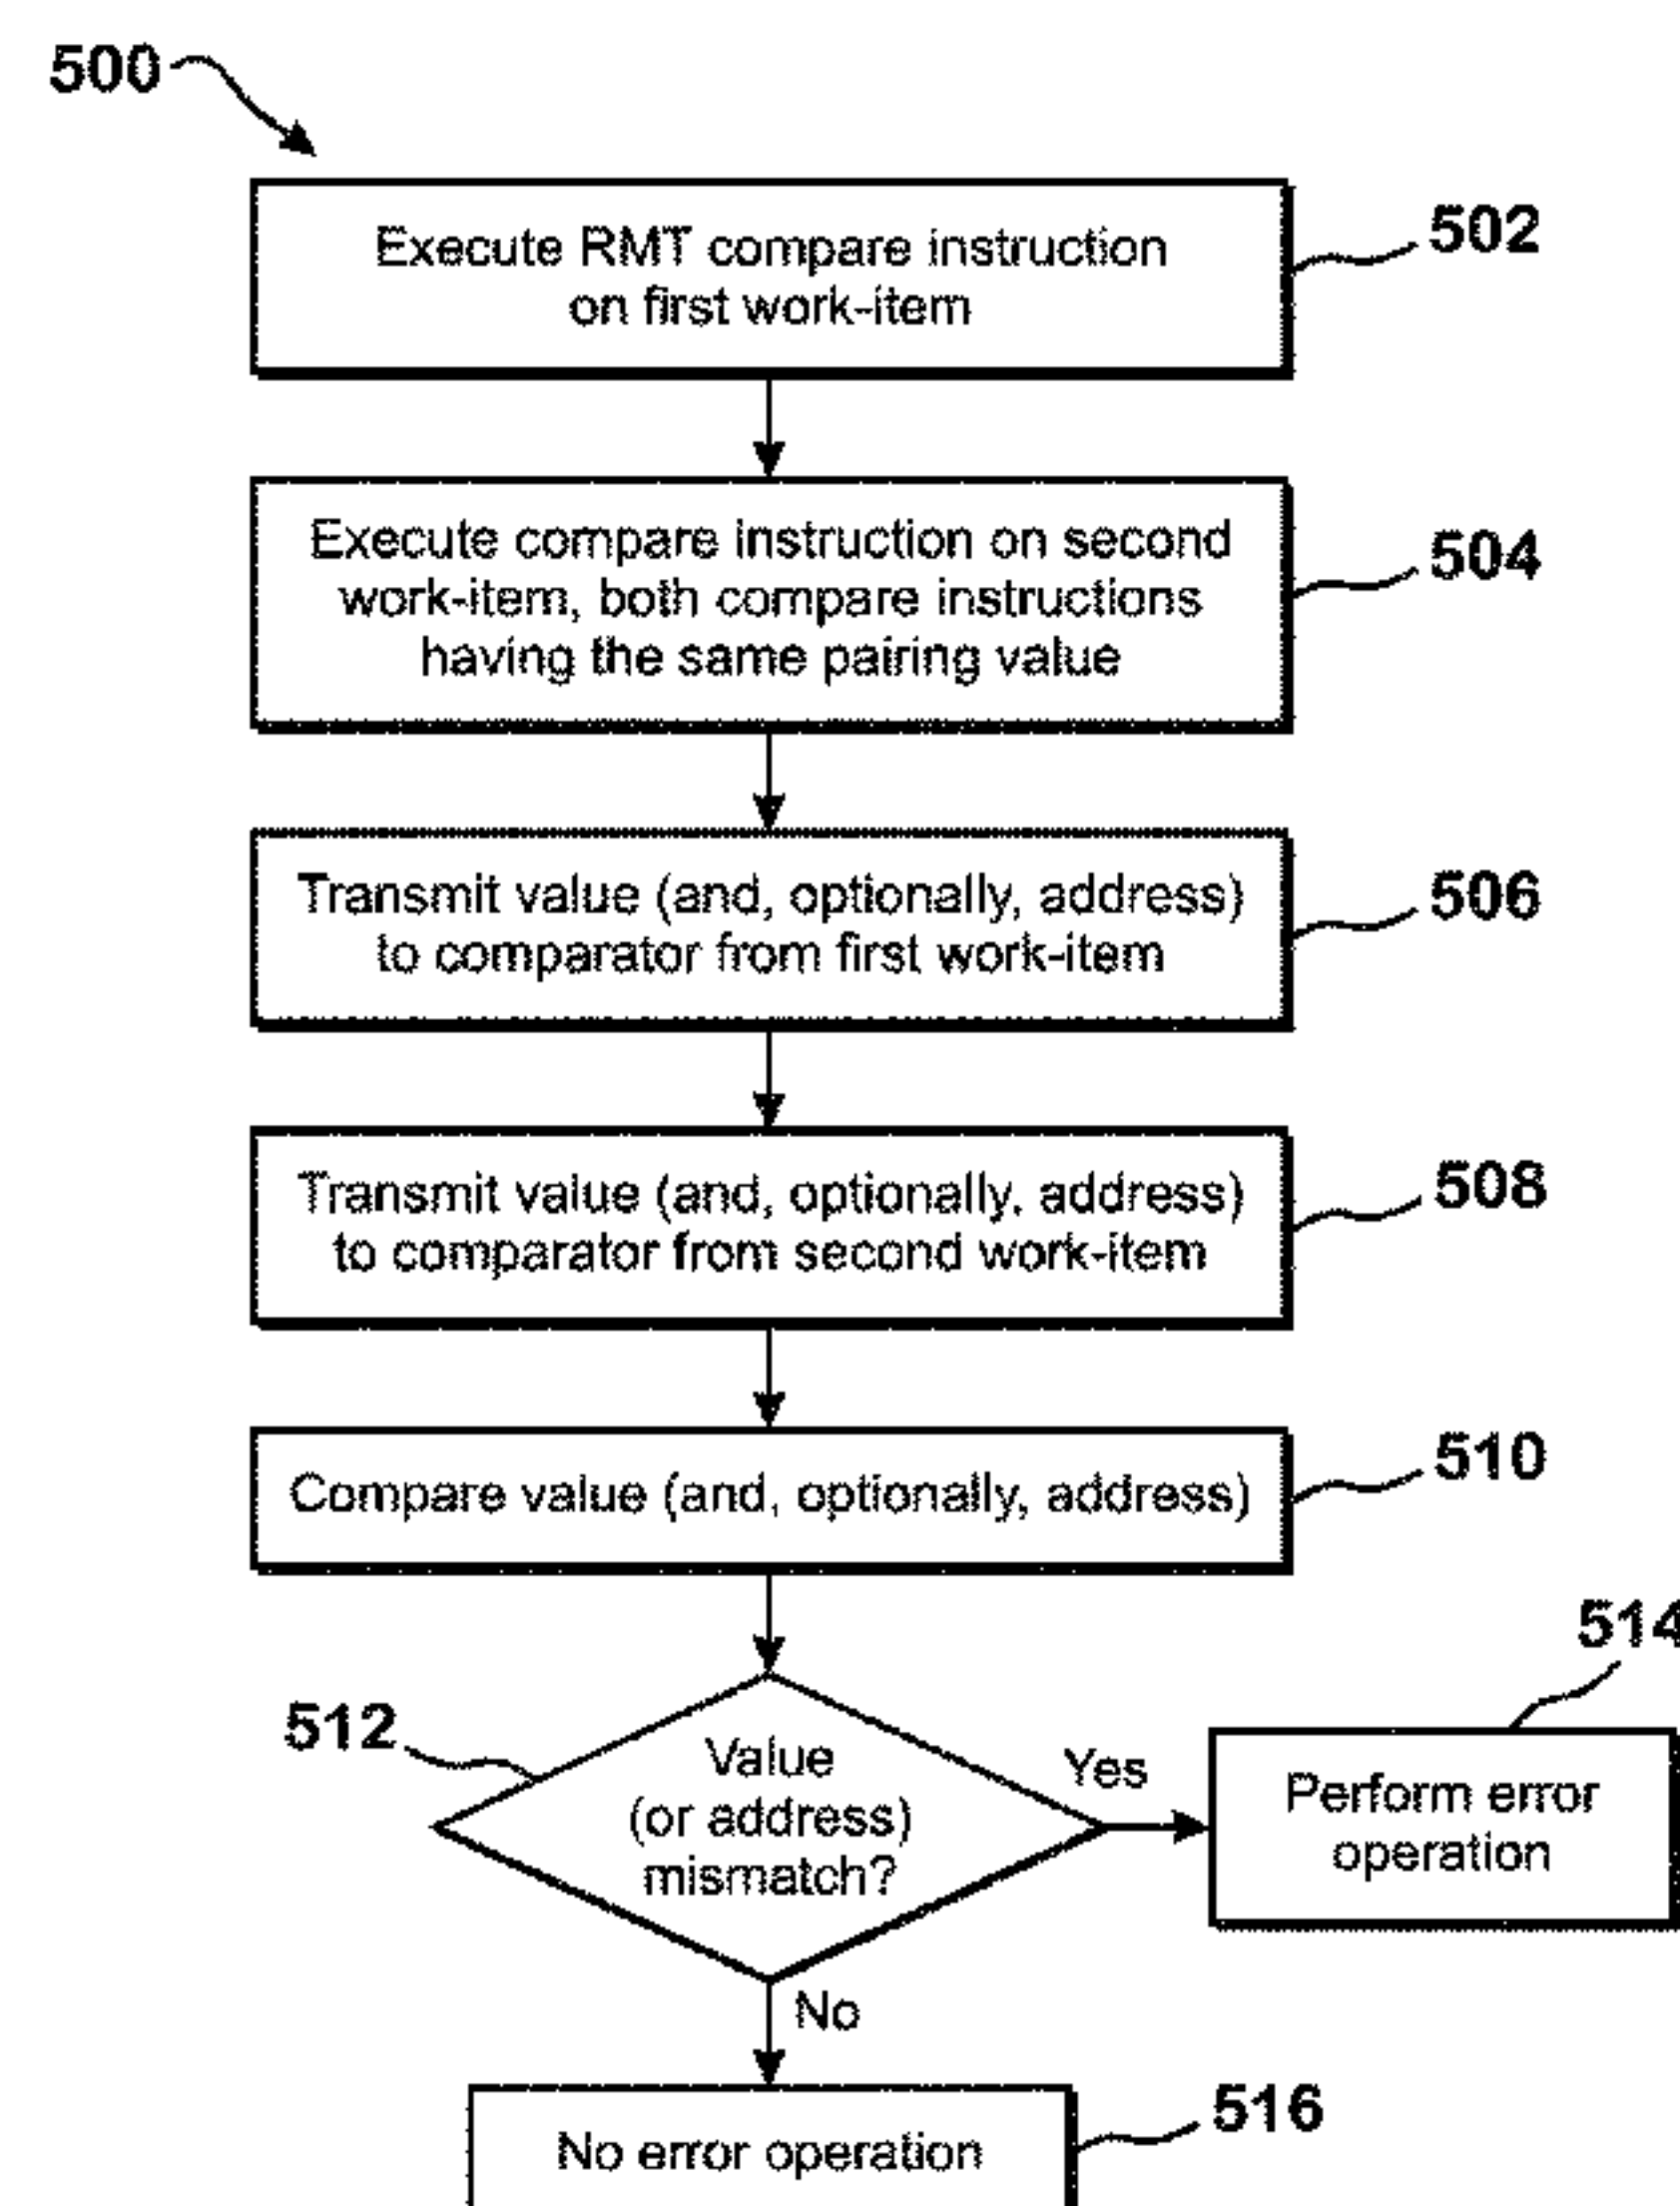 500
Execute RMT compare instruction
on first work-item
502
Execute compare instruction on second
work-item, both compare instructions
having the same pairing value
504
Transmit value (and, optionally, address)
to comparator from first work-item
506
Transmit value (and, optionally, address)
to comparator from second work-item
508
Compare value (and, optionally, address)
510
512
Value
(or address)
mismatch?
Yes
514
Perform error
operation
No
No error operation
516